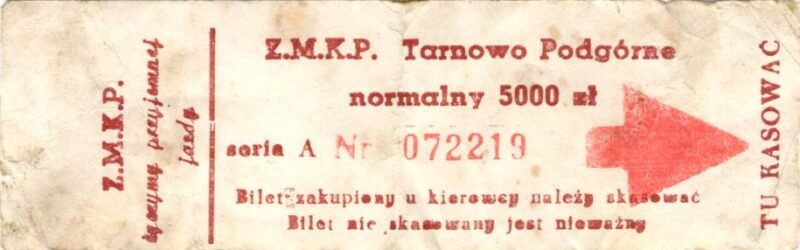 Z.M.K.P.
życzymy przyjemnej
jazdy
Z.M.K.P. Tarnowo Podgórne
normalny 5000 zł
seria A Nr 072219
Bilet zakupiony u kierowcy należy skasować
Bilet nie skasowany jest nieważny
TU KASOWAĆ